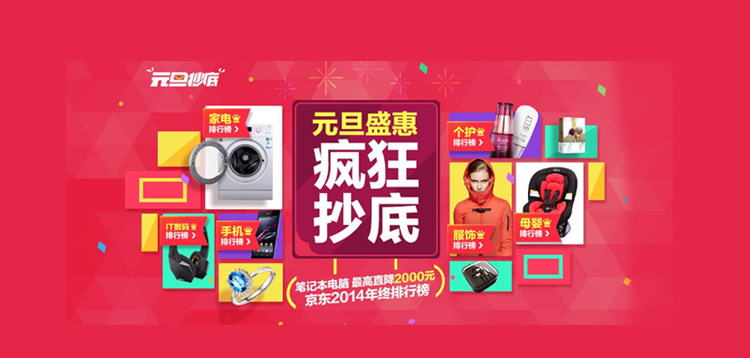 元旦抄底
家电
排行榜
元旦盛惠
疯狂
抄底
个护
排行榜
IT数码
排行榜
手机
排行榜
服饰
排行榜
母婴
排行榜
笔记本电脑 最高直降2000元
京东2014年终排行榜